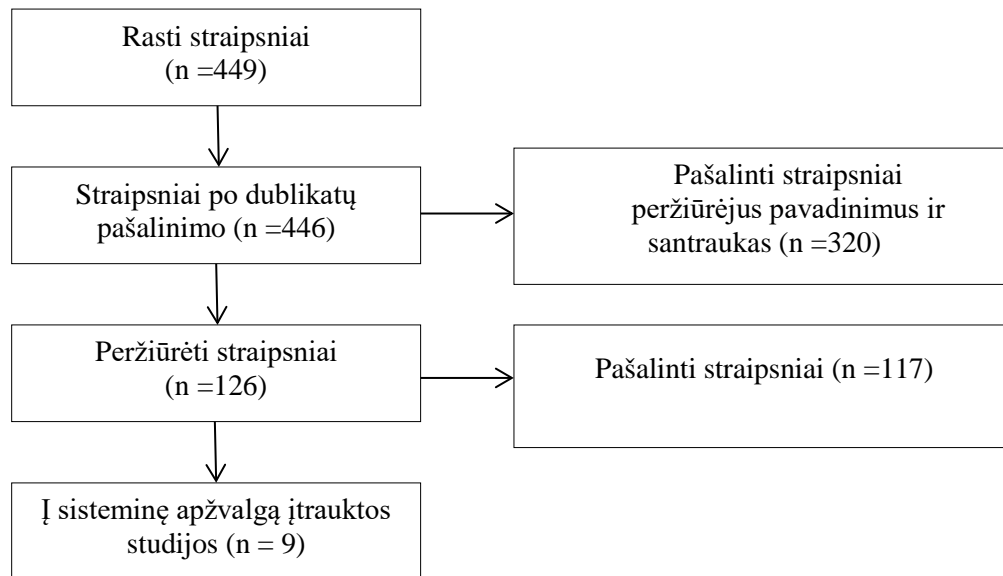 Rasti straipsniai
(n =449)
Straipsniai po dublikatų
pašalinimo (n =446)
Pašalinti straipsniai
peržiūrėjus pavadinimus ir
santraukas (n =320)
Peržiūrėti straipsniai
(n =126)
Pašalinti straipsniai (n =117)
Į sisteminę apžvalgą įtrauktos
studijos (n = 9)